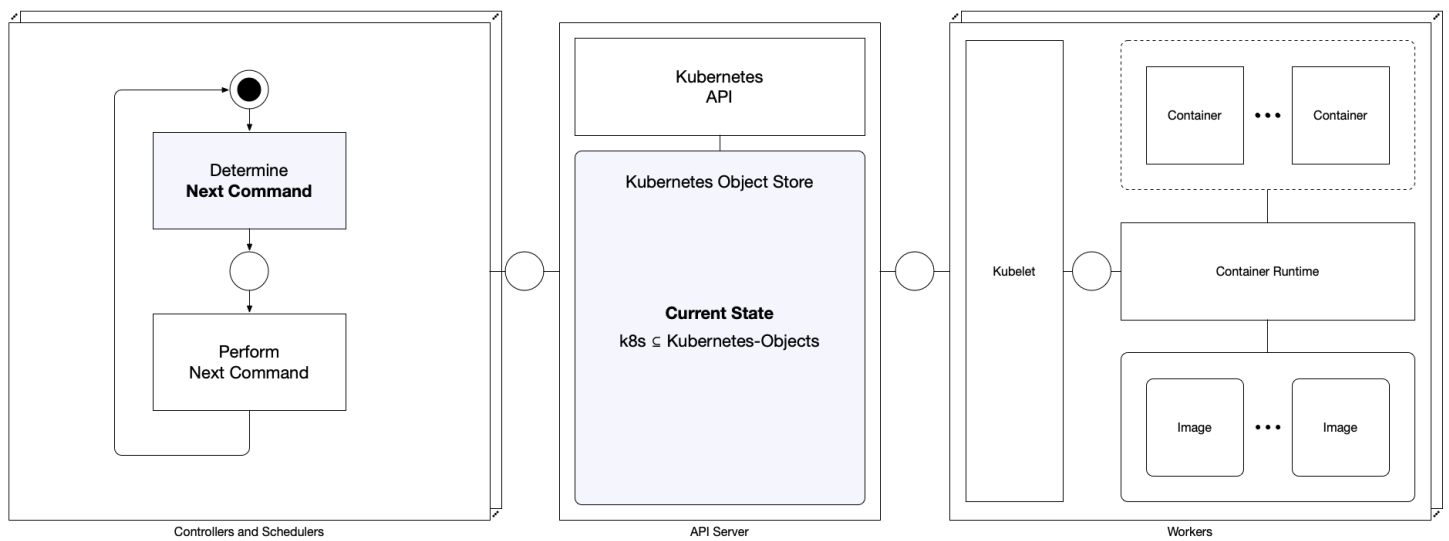 Determine
Next Command
Perform
Next Command
Controllers and Schedulers
Kubernetes
API
Kubernetes Object Store
Current State
k8s ⊆ Kubernetes-Objects
API Server
Kubelet
Container
Container
Container Runtime
Image
Image
Workers